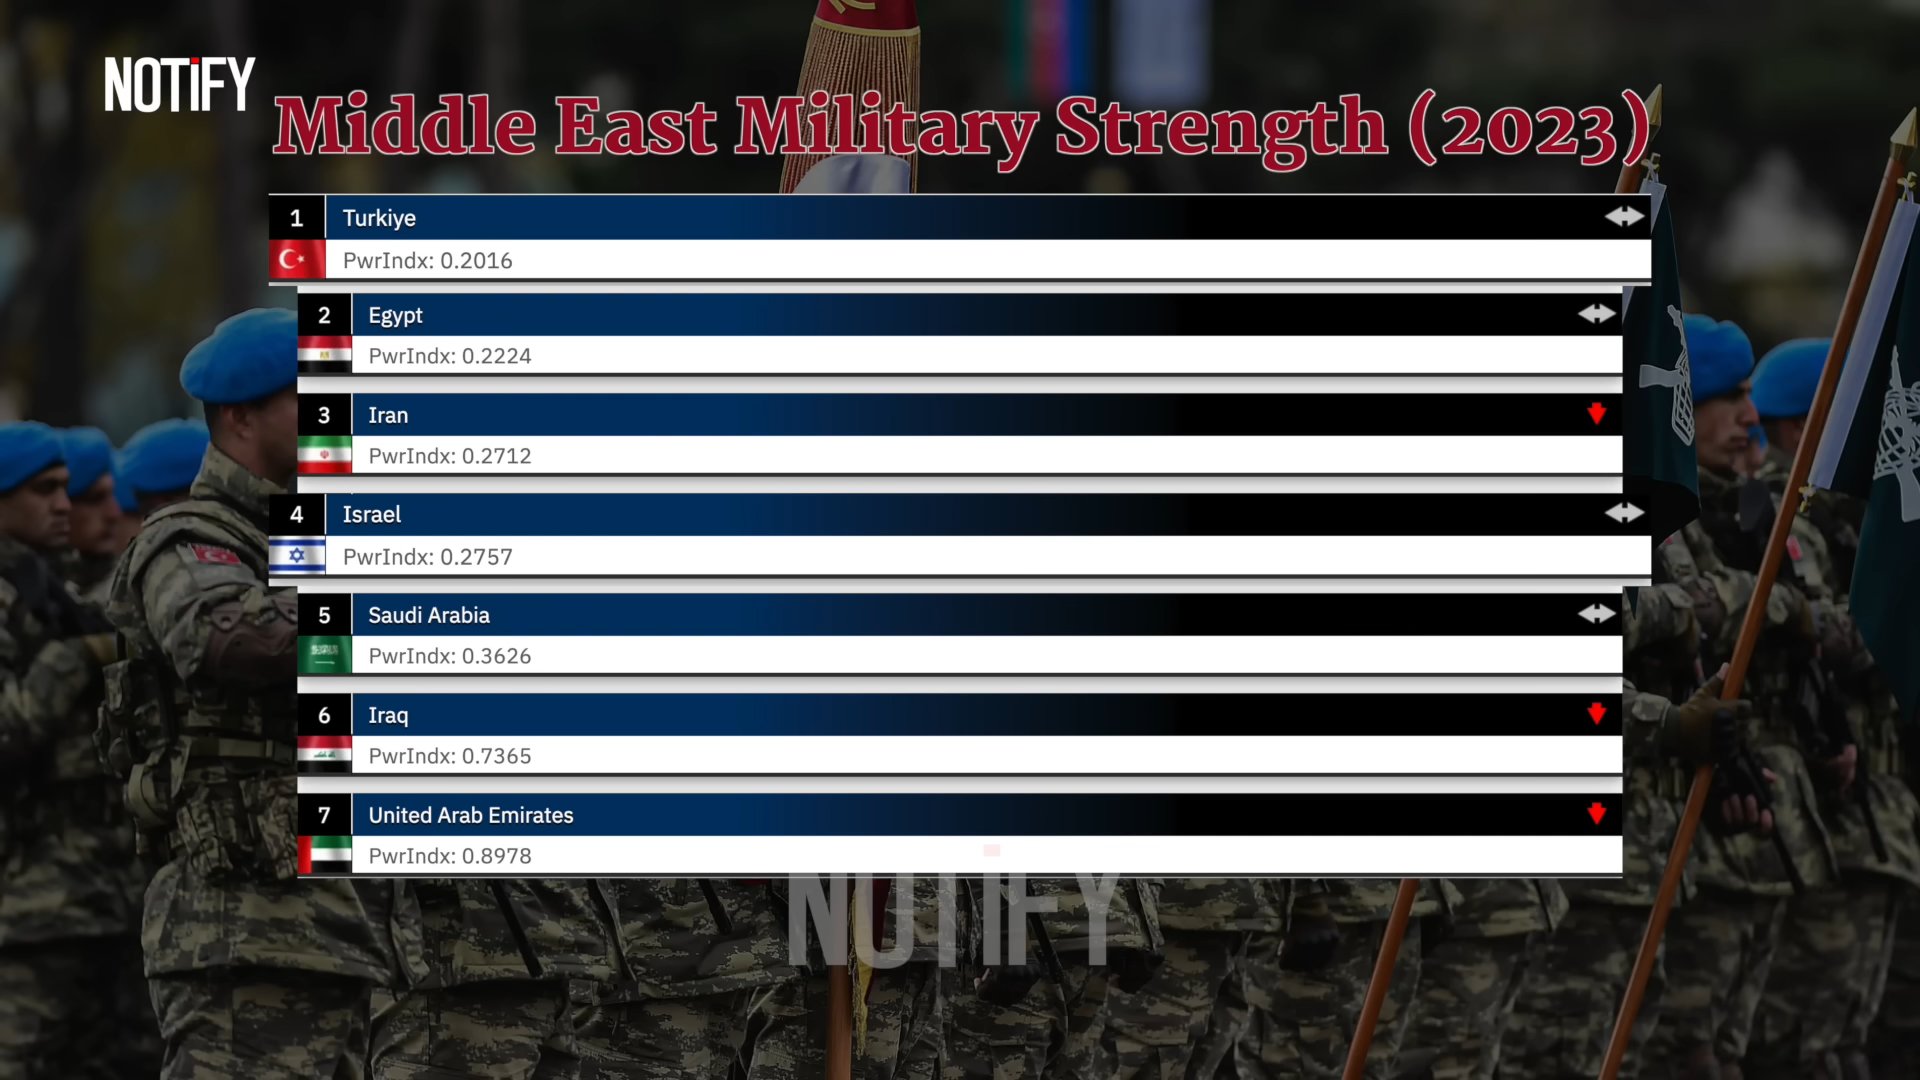 NOTiFY
Middle East Military Strength (2023)
1 Turkiye
PwrIndx: 0.2016
2 Egypt
PwrIndx: 0.2224
3 Iran
PwrIndx: 0.2712
4 Israel
PwrIndx: 0.2757
5 Saudi Arabia
PwrIndx: 0.3626
6 Iraq
PwrIndx: 0.7365
7 United Arab Emirates
PwrIndx: 0.8978
NOTiFY